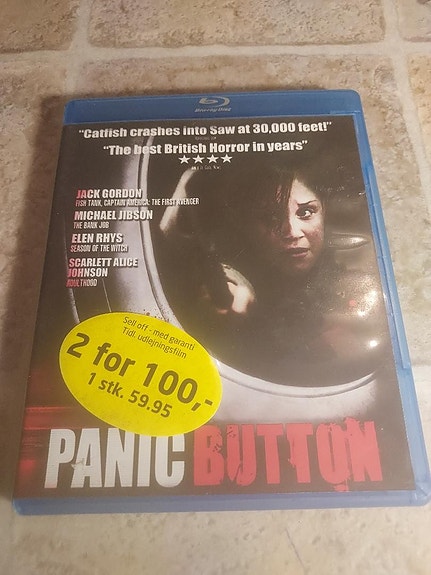 Blu-ray Disc
"Catfish crashes into Saw at 30,000 feet!"
"The best British Horror in years"
★★★★
JACK GORDON
FISH TANK, CAPTAIN AMERICA: THE FIRST AVENGER
MICHAEL JIBSON
THE BANK JOB
ELEN RHYS
SEASON OF THE WITCH
SCARLETT ALICE
JOHNSON
ADULTHOOD
Sell off - med garanti
Tidl. udlejningsfilm
2 for 100,-
1 stk. 59.95
PANIC BUTTON